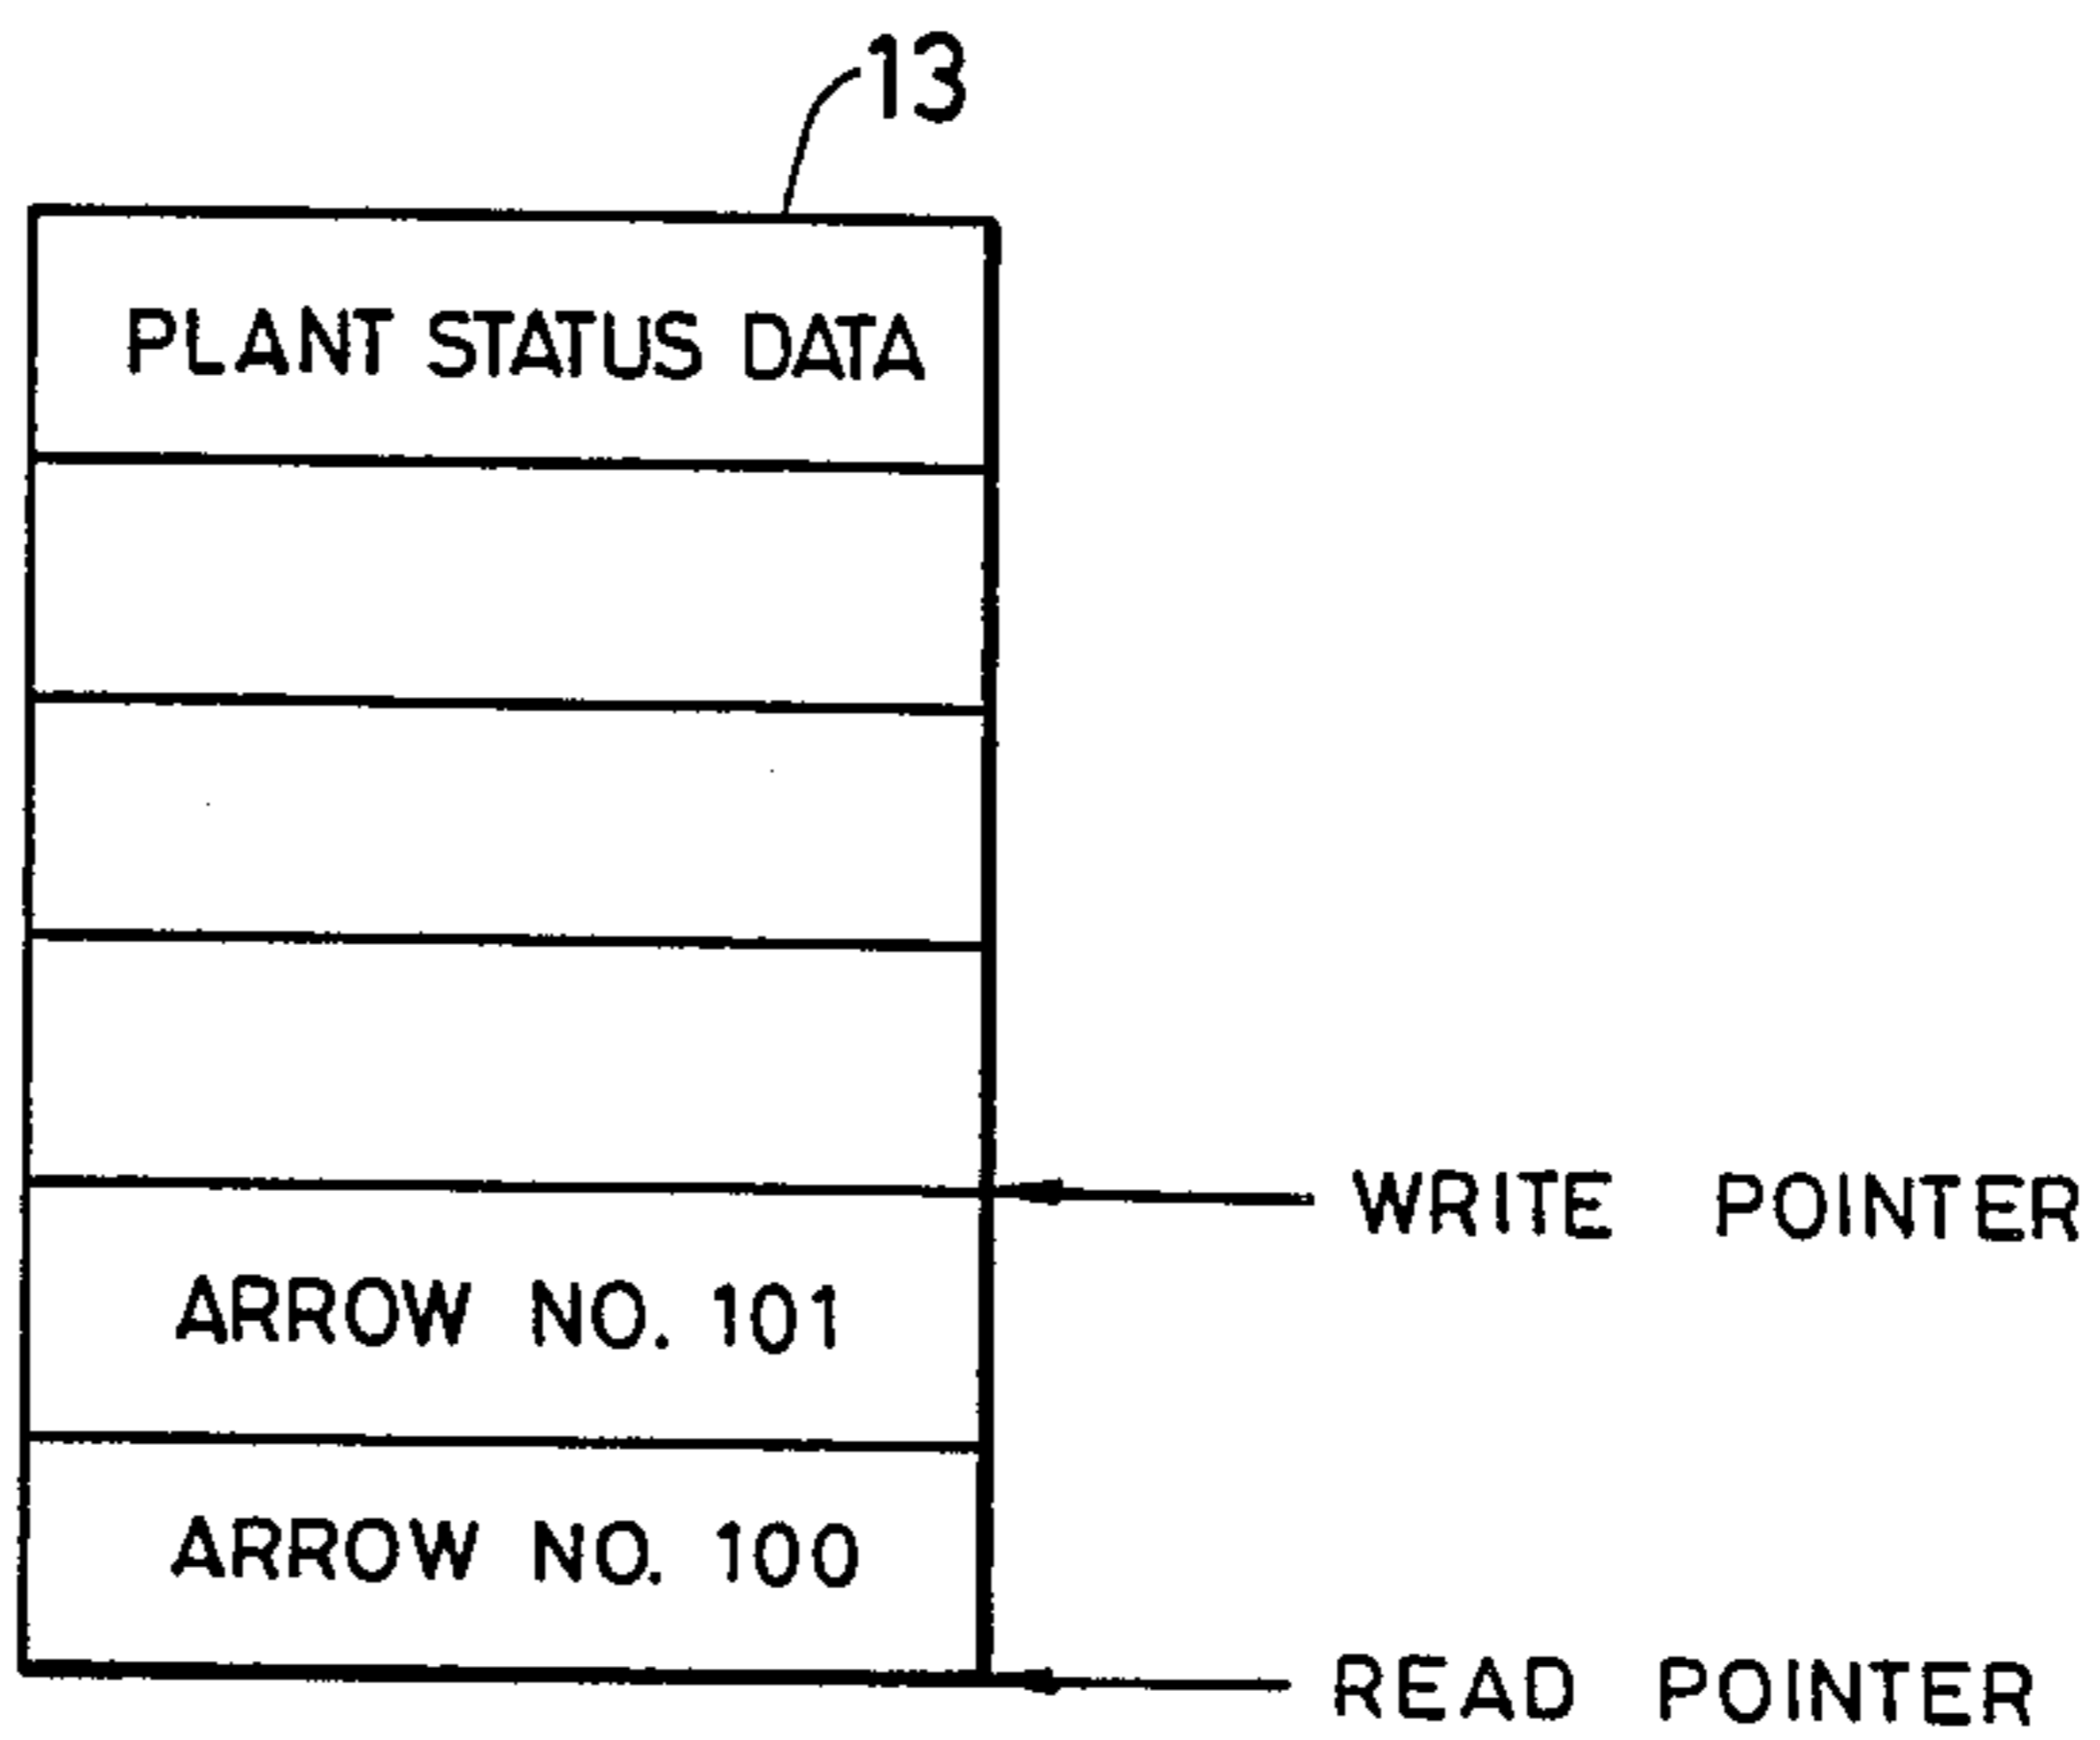 13
PLANT STATUS DATA
WRITE POINTER
ARROW NO. 101
ARROW NO. 100
READ POINTER